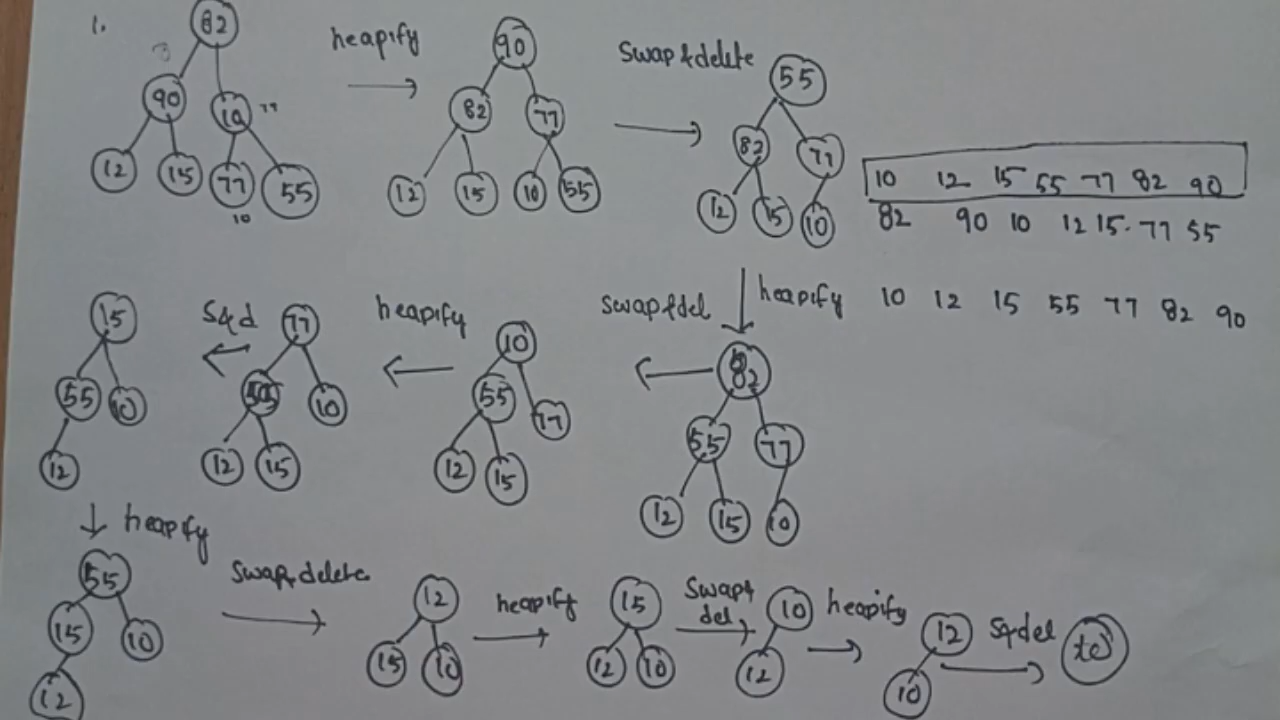 1.
82
90 10 77
12 15 77 55
10
heapify
90
82 77
12 15 10 55
Swap & delete
55
82 77
12 15 10
10 12 15 55 77 82 90
82 90 10 12 15. 77 55
10 12 15 55 77 82 90
heapify
82
55 77
12 15 10
swap & del
10
55 77
12 15
heapify
77
10
12 15
S & d
15
55 10
12
heapify
55
15 10
12
Swap & delete
12
15 10
heapify
15
12 10
Swap &
del
10
12
heapify
12
10
S & del